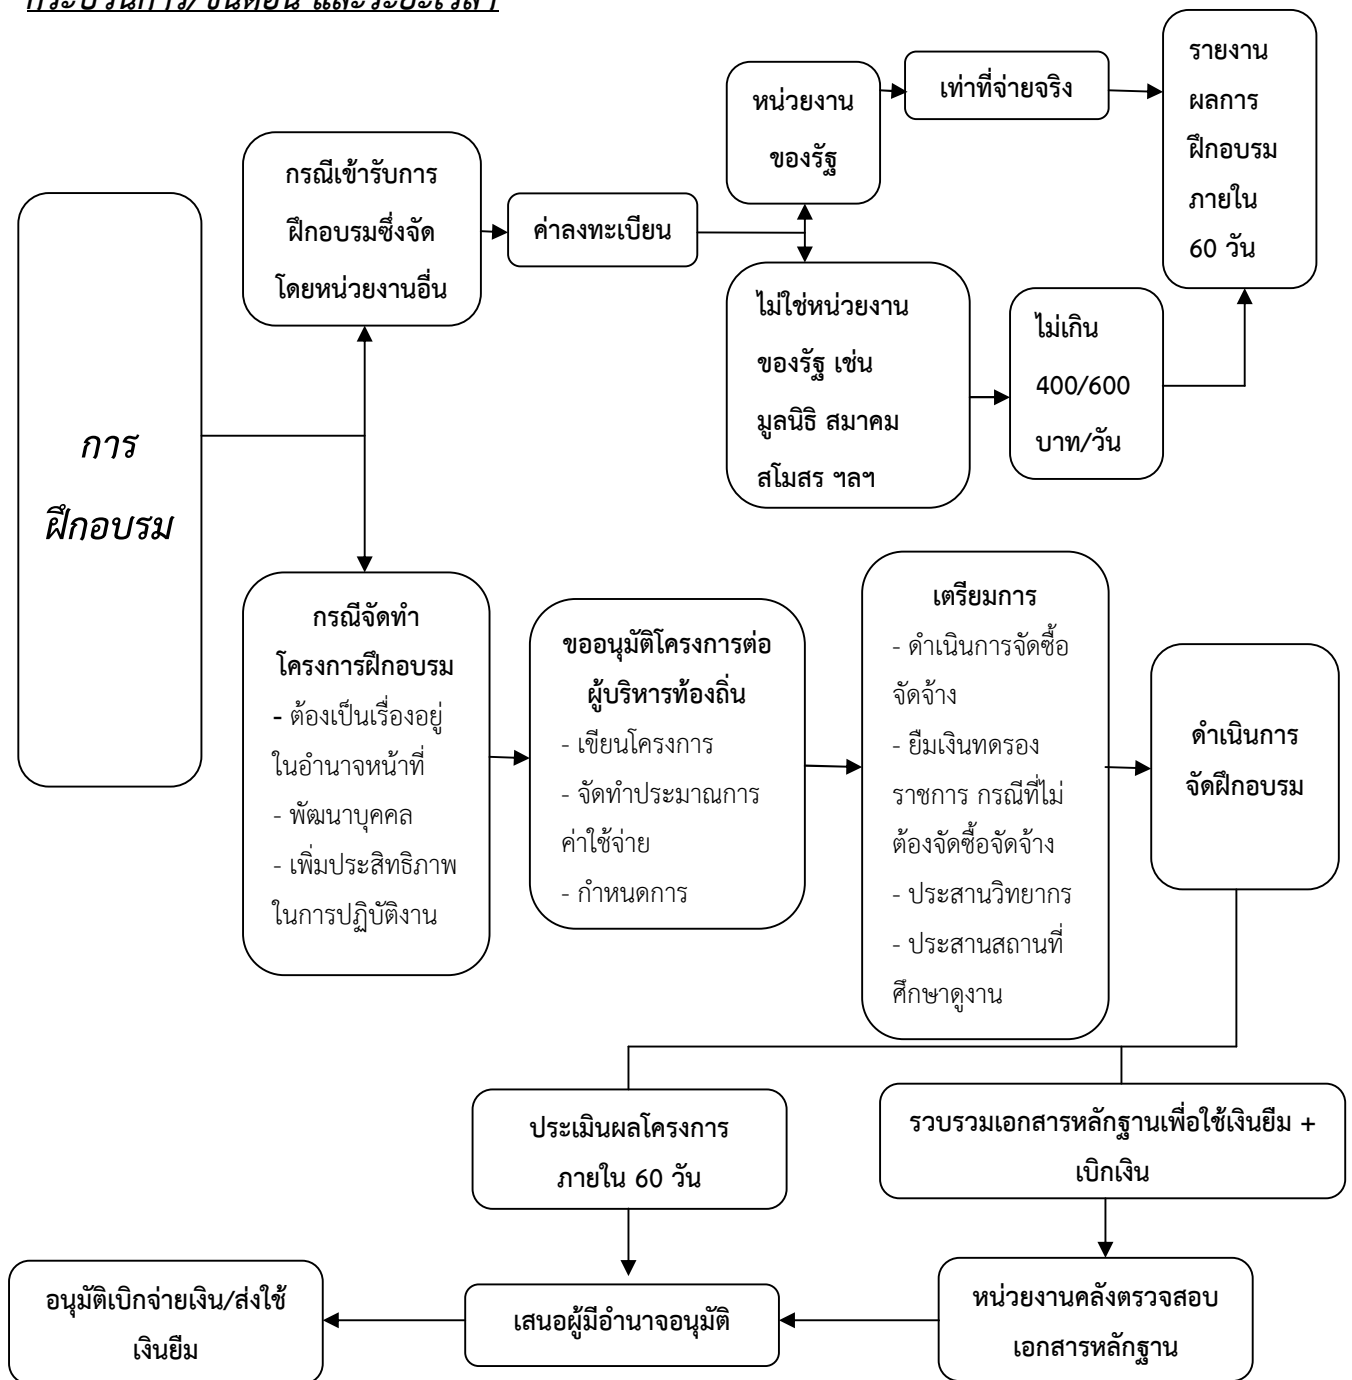 กระบวนการ/ขั้นตอน และระยะเวลา
การ
ฝึกอบรม
กรณีเข้ารับการ
ฝึกอบรมซึ่งจัด
โดยหน่วยงานอื่น
ค่าลงทะเบียน
หน่วยงาน
ของรัฐ
เท่าที่จ่ายจริง
รายงาน
ผลการ
ฝึกอบรม
ภายใน
60 วัน
ไม่ใช่หน่วยงาน
ของรัฐ เช่น
มูลนิธิ สมาคม
สโมสร ฯลฯ
ไม่เกิน
400/600
บาท/วัน
กรณีจัดทำ
โครงการฝึกอบรม
- ต้องเป็นเรื่องอยู่
ในอำนาจหน้าที่
- พัฒนาบุคคล
- เพิ่มประสิทธิภาพ
ในการปฏิบัติงาน
ขออนุมัติโครงการต่อ
ผู้บริหารท้องถิ่น
- เขียนโครงการ
- จัดทำประมาณการ
ค่าใช้จ่าย
- กำหนดการ
เตรียมการ
- ดำเนินการจัดซื้อ
จัดจ้าง
- ยืมเงินทดรอง
ราชการ กรณีที่ไม่
ต้องจัดซื้อจัดจ้าง
- ประสานวิทยากร
- ประสานสถานที่
ศึกษาดูงาน
ดำเนินการ
จัดฝึกอบรม
ประเมินผลโครงการ
ภายใน 60 วัน
รวบรวมเอกสารหลักฐานเพื่อใช้เงินยืม +
เบิกเงิน
อนุมัติเบิกจ่ายเงิน/ส่งใช้
เงินยืม
เสนอผู้มีอำนาจอนุมัติ
หน่วยงานคลังตรวจสอบ
เอกสารหลักฐาน